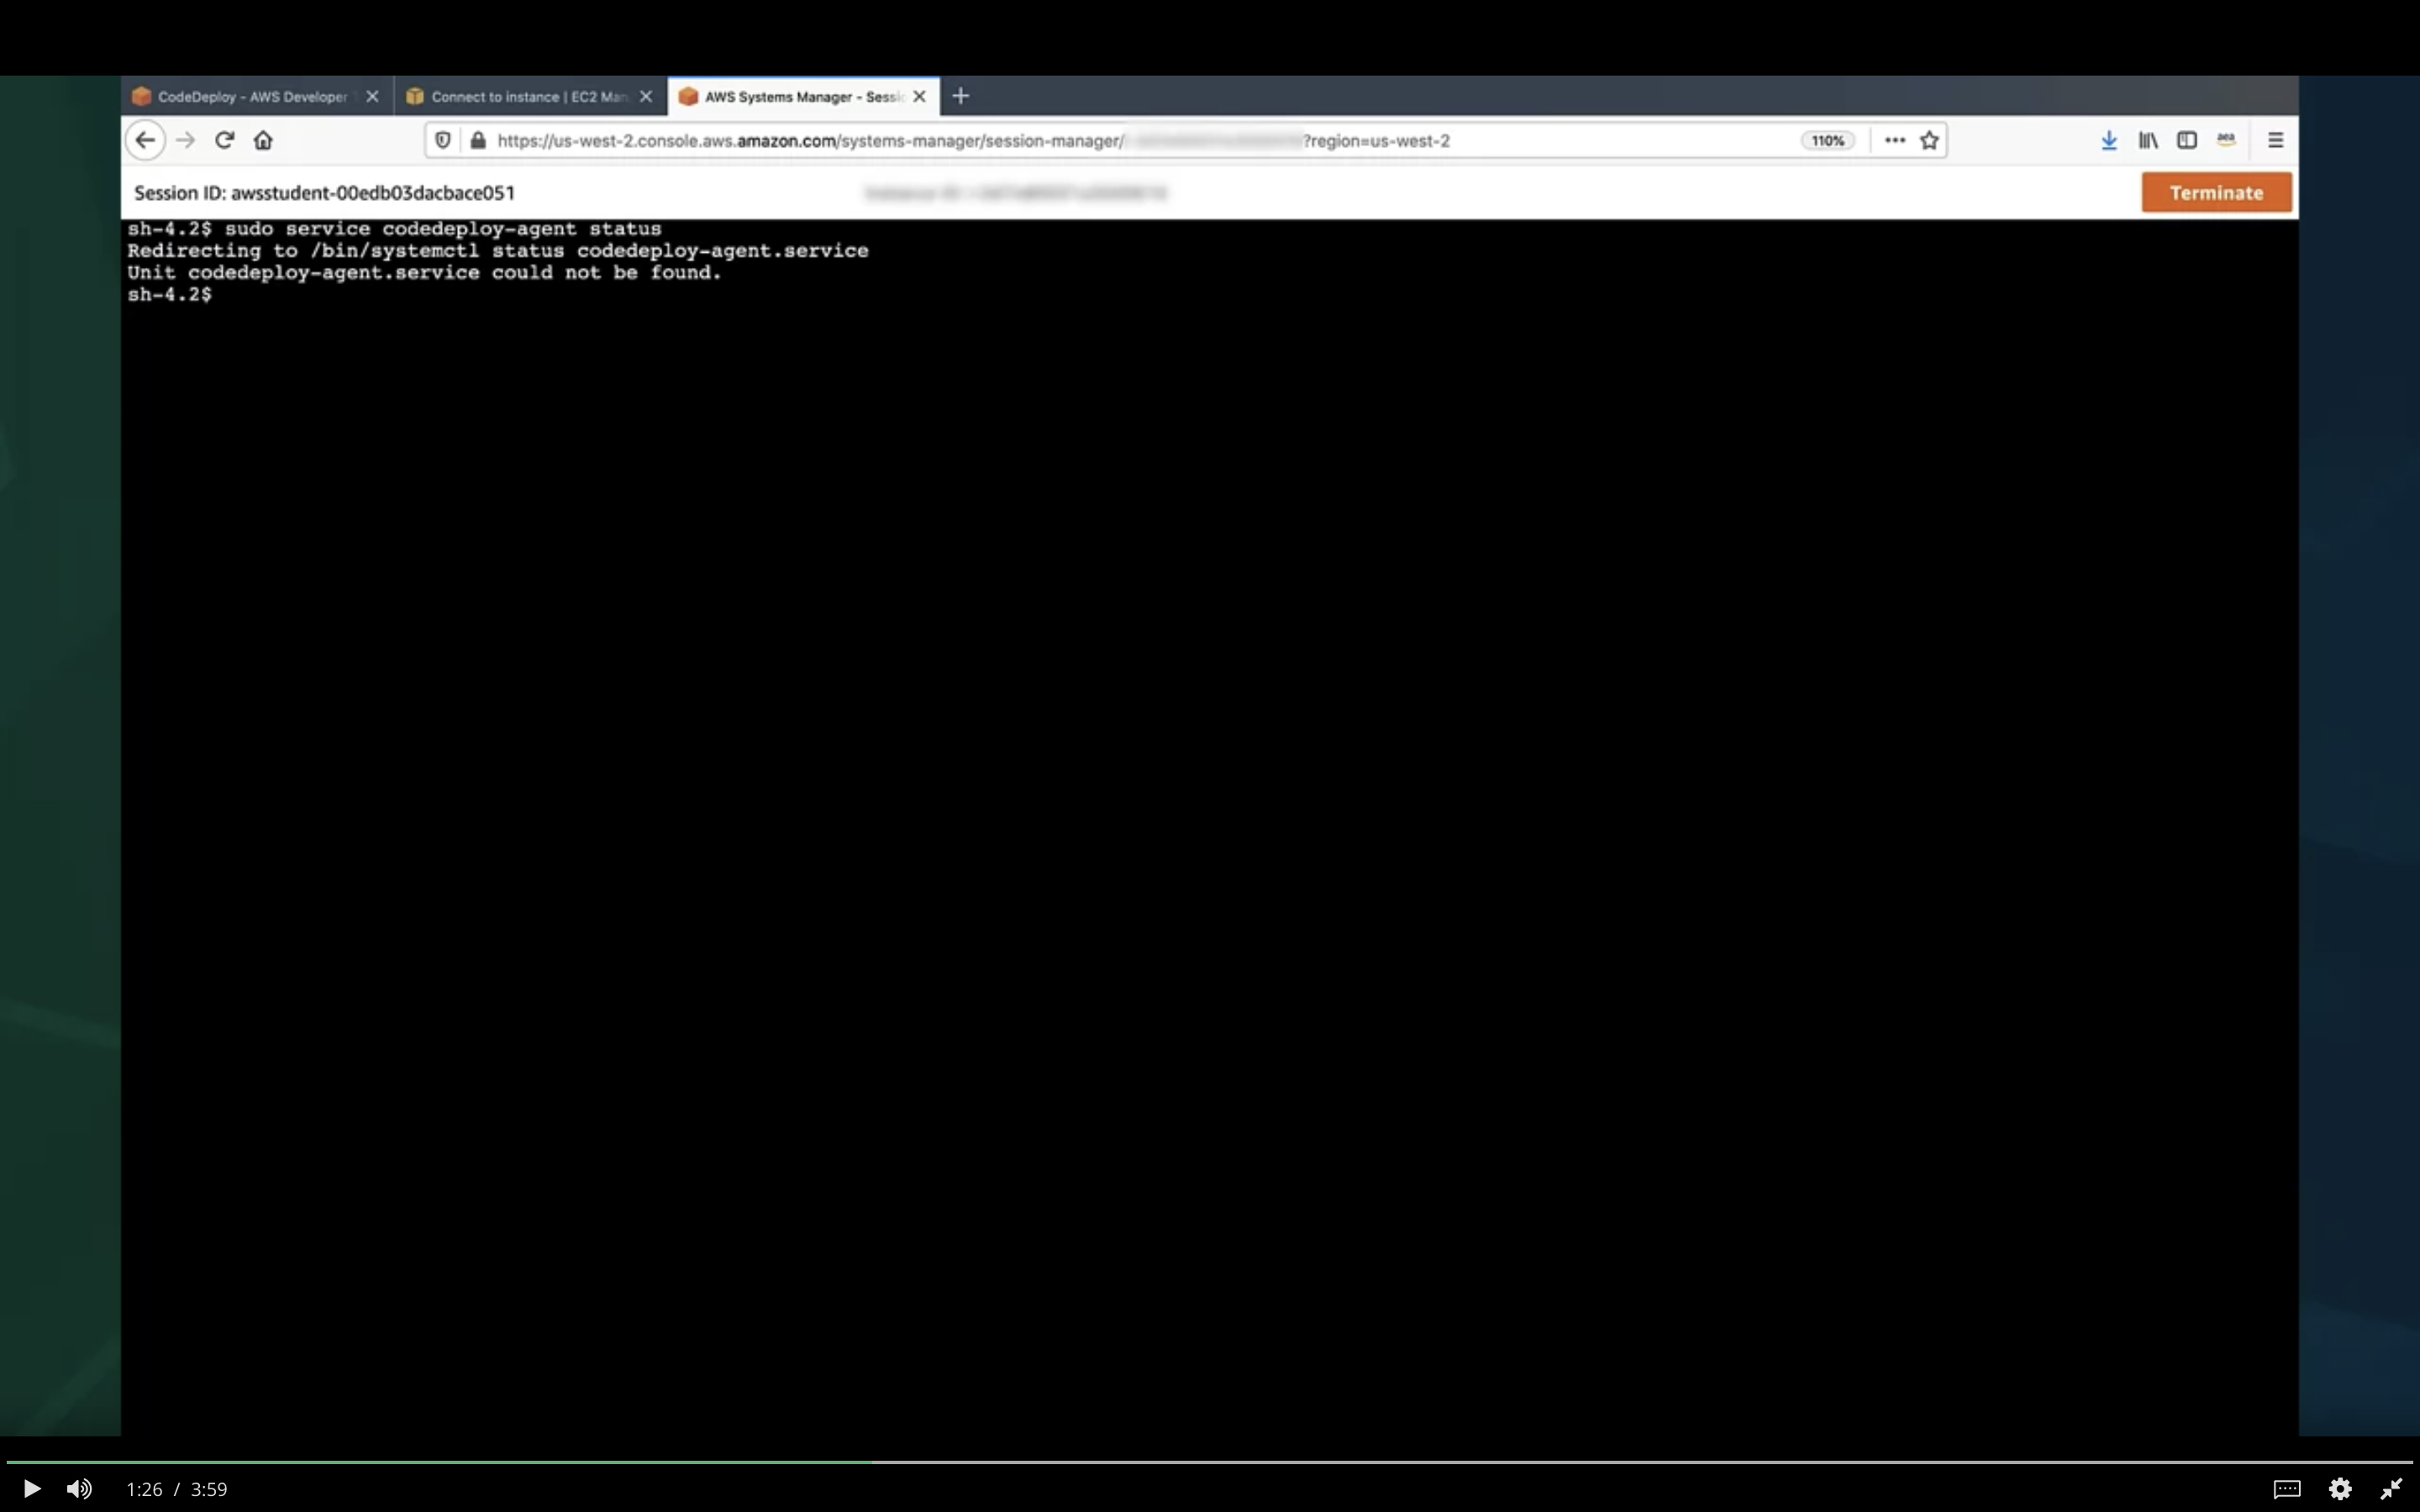 CodeDeploy - AWS Developer
Connect to instance | EC2 Man
AWS Systems Manager - Sessi
https://us-west-2.console.aws.amazon.com/systems-manager/session-manager/ ?region=us-west-2
110%
Session ID: awsstudent-00edb03dacbace051
Terminate
sh-4.2$ sudo service codedeploy-agent status
Redirecting to /bin/systemctl status codedeploy-agent.service
Unit codedeploy-agent.service could not be found.
sh-4.2$
1:26 / 3:59